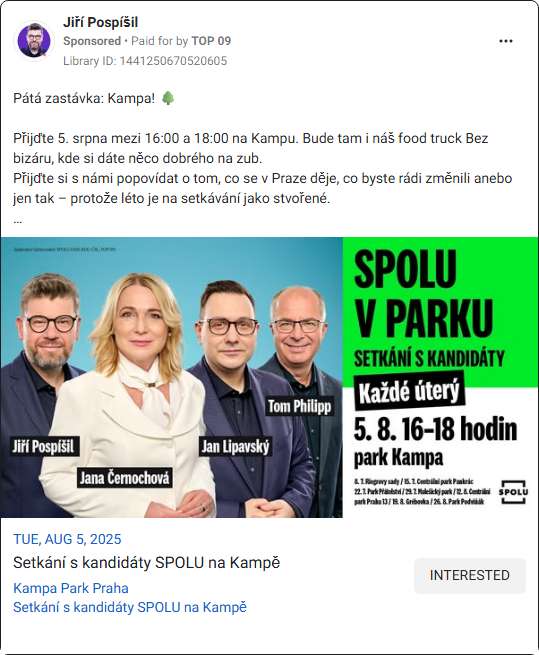 Jiří Pospíšil
Sponsored • Paid for by TOP 09
Library ID: 1441250670520605
Pátá zastávka: Kampa! 🌳
Přijďte 5. srpna mezi 16:00 a 18:00 na Kampu. Bude tam i náš food truck Bez
bizáru, kde si dáte něco dobrého na zub.
Přijďte si s námi popovídat o tom, co se v Praze děje, co byste rádi změnili anebo
jen tak – protože léto je na setkávání jako stvořené.
...
SPOLU
V PARKU
SETKÁNÍ S KANDIDÁTY
Každé úterý
5. 8. 16–18 hodin
park Kampa
8. 7. Riegrovy sady / 15. 7. Centrální park Pankrác
22. 7. Park Přátelství / 29. 7. Malešický park / 12. 8. Centrální
park Praha 13 / 19. 8. Grébovka / 26. 8. Park Podviňák
SPOLU
Jiří Pospíšil
Jana Černochová
Jan Lipavský
Tom Philipp
TUE, AUG 5, 2025
Setkání s kandidáty SPOLU na Kampě
Kampa Park Praha
Setkání s kandidáty SPOLU na Kampě
INTERESTED